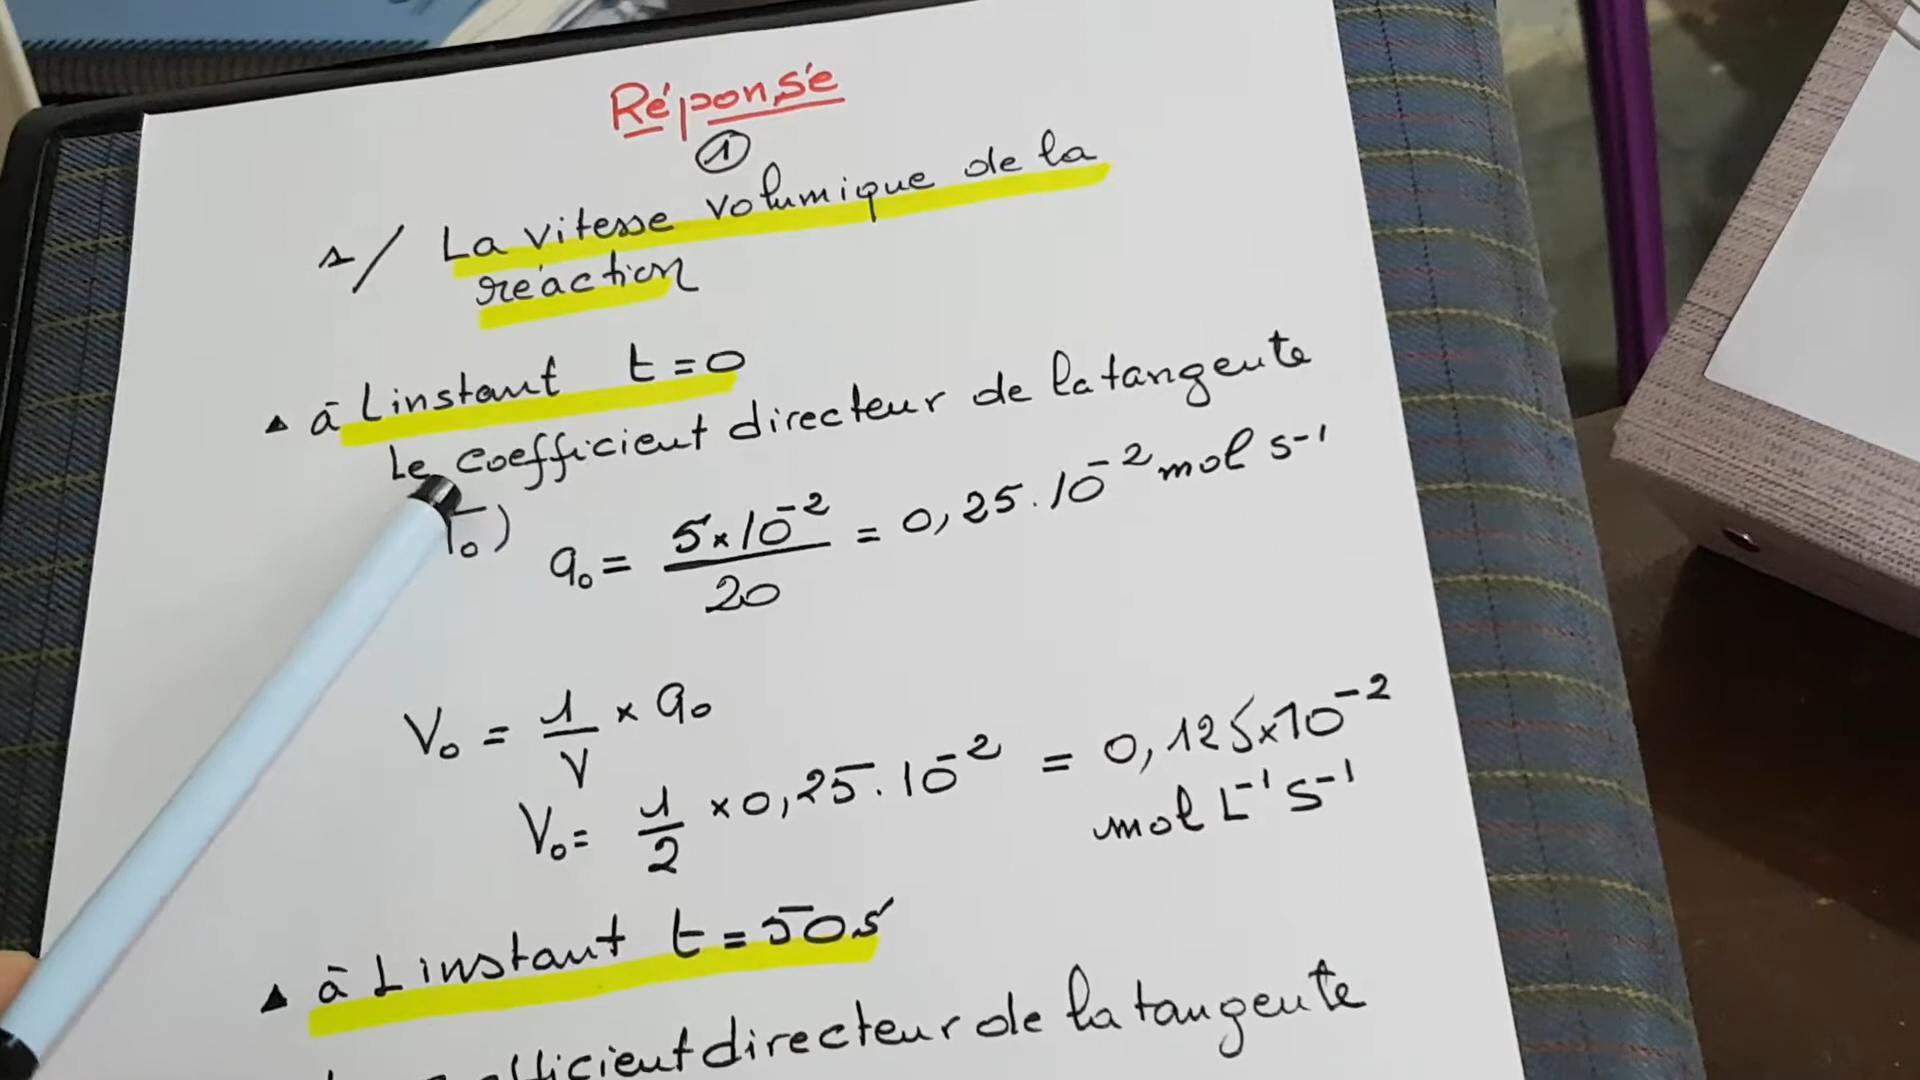 Réponse
①
1/ La vitesse volumique de la
réaction
▲ à L'instant t = 0
Le coefficient directeur de la tangente
T₀) a₀ = 5×10⁻² / 20 = 0,25.10⁻² mol s⁻¹
V₀ = 1/V × a₀
V₀ = 1/2 × 0,25.10⁻² = 0,125×10⁻²
mol L⁻¹ S⁻¹
▲ à L'instant t = 50s
directeur de la tangente